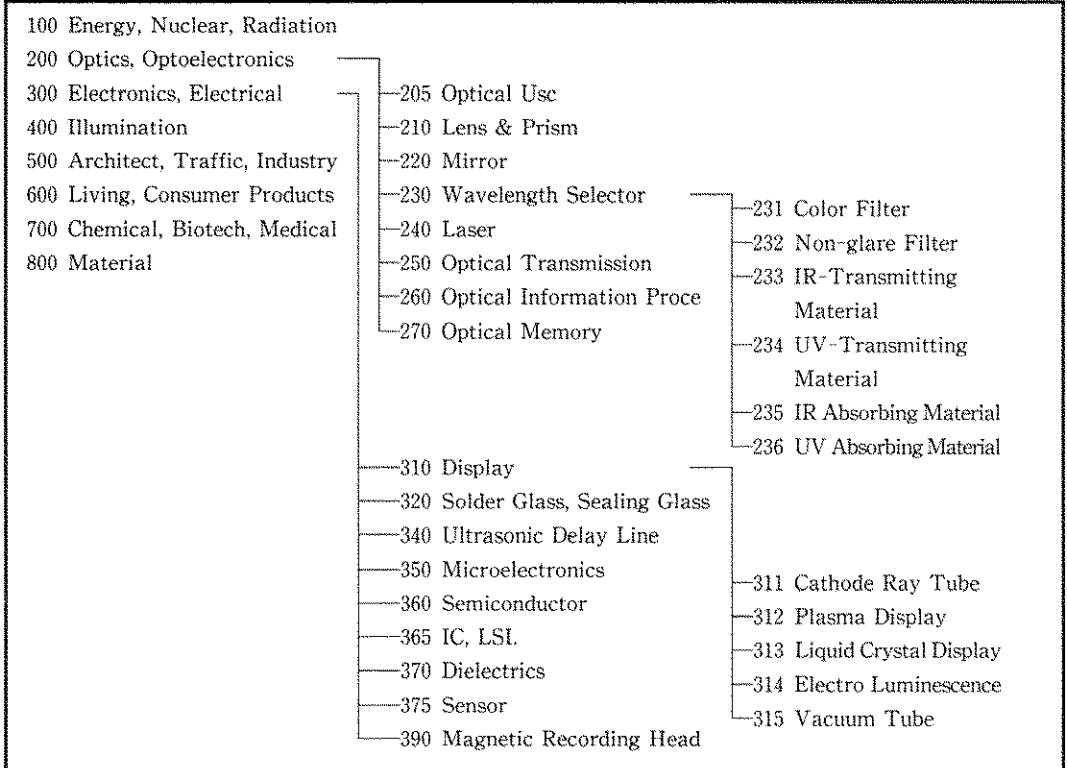 100 Energy, Nuclear, Radiation
200 Optics, Optoelectronics
300 Electronics, Electrical
400 Illumination
500 Architect, Traffic, Industry
600 Living, Consumer Products
700 Chemical, Biotech, Medical
800 Material
205 Optical Usc
210 Lens & Prism
220 Mirror
230 Wavelength Selector
240 Laser
250 Optical Transmission
260 Optical Information Proce
270 Optical Memory
231 Color Filter
232 Non-glare Filter
233 IR-Transmitting
Material
234 UV-Transmitting
Material
235 IR Absorbing Material
236 UV Absorbing Material
310 Display
320 Solder Glass, Sealing Glass
340 Ultrasonic Delay Line
350 Microelectronics
360 Semiconductor
365 IC, LSI.
370 Dielectrics
375 Sensor
390 Magnetic Recording Head
311 Cathode Ray Tube
312 Plasma Display
313 Liquid Crystal Display
314 Electro Luminescence
315 Vacuum Tube